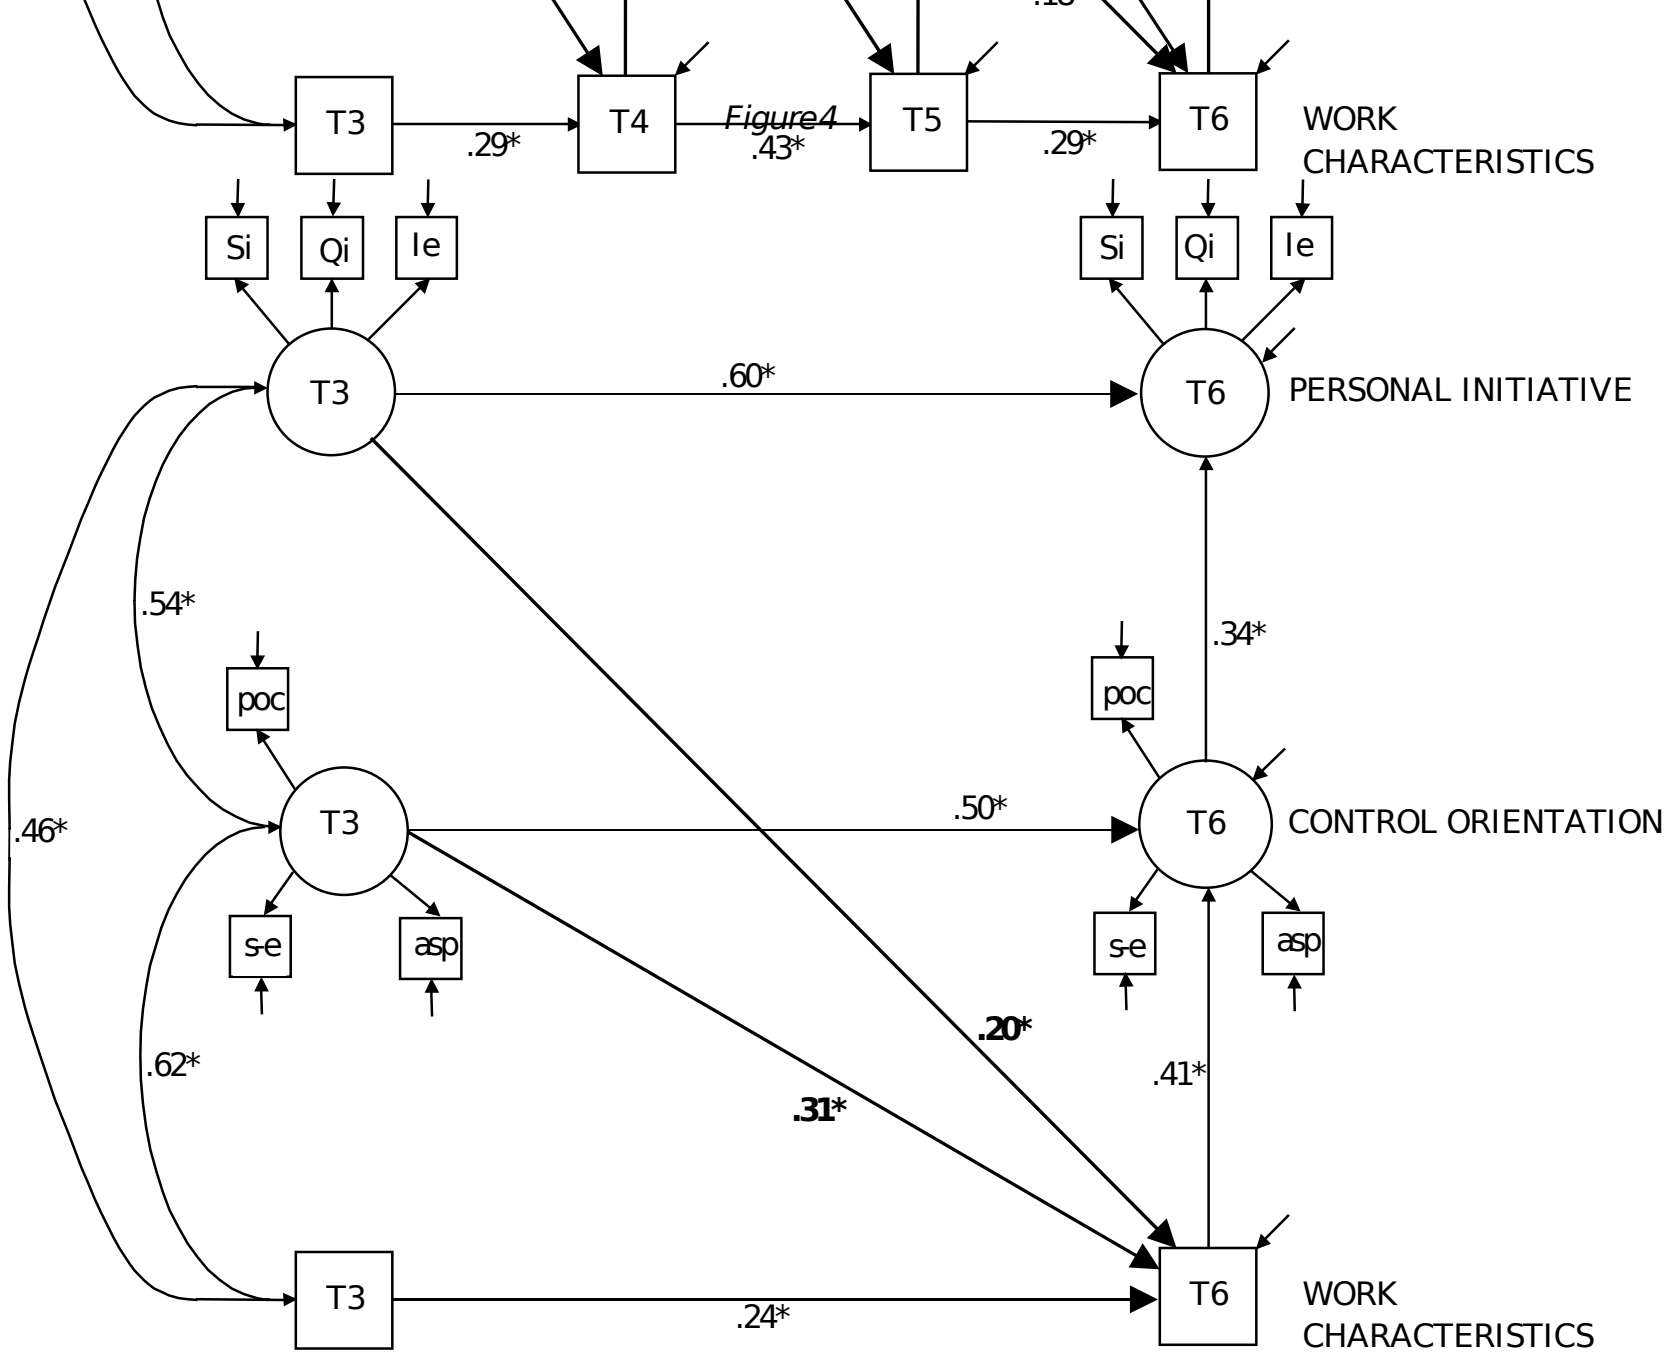 .18
T3
T4
Figure4
T5
T6
WORK
CHARACTERISTICS
.29*
.43*
.29*
Si
Qi
Ie
Si
Qi
Ie
T3
.60*
T6
PERSONAL INITIATIVE
.54*
.34*
poc
poc
T3
.50*
T6
CONTROL ORIENTATION
.46*
s-e
asp
s-e
asp
.20*
.62*
.41*
.31*
T3
.24*
T6
WORK
CHARACTERISTICS